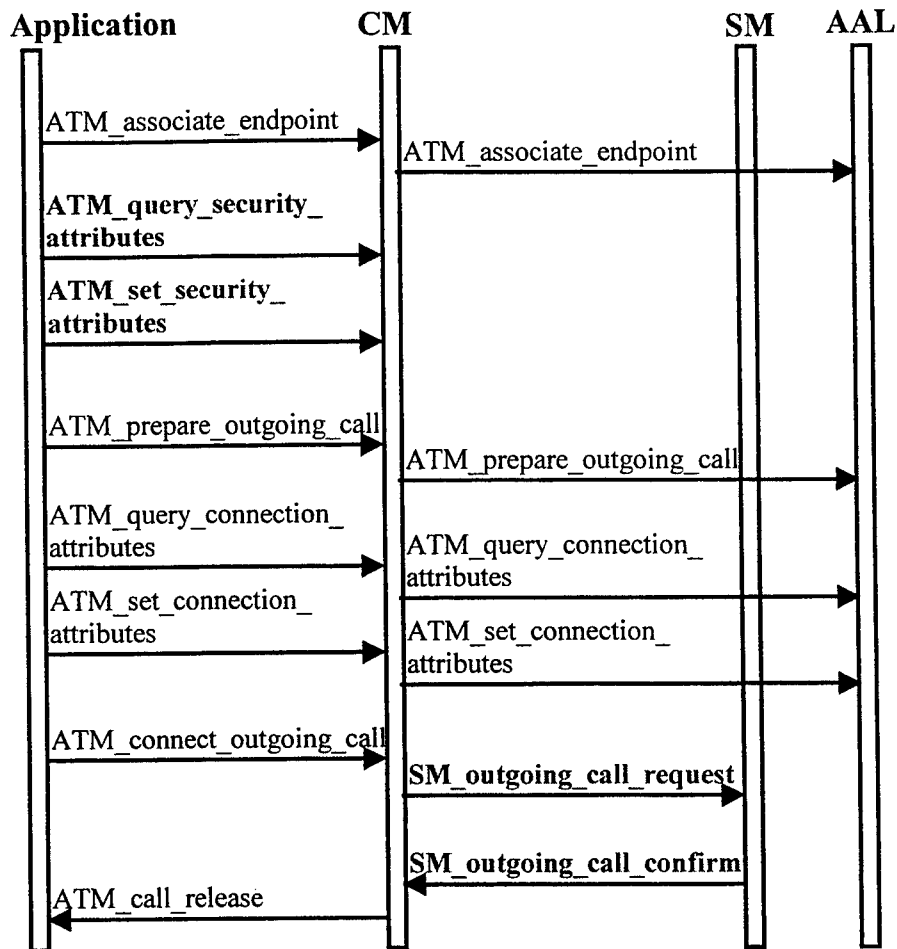 Application CM SM AAL
ATM_associate_endpoint
ATM_associate_endpoint
ATM_query_security_
attributes
ATM_set_security_
attributes
ATM_prepare_outgoing_call
ATM_prepare_outgoing_call
ATM_query_connection_
attributes
ATM_query_connection_
attributes
ATM_set_connection_
attributes
ATM_set_connection_
attributes
ATM_connect_outgoing_call
SM_outgoing_call_request
SM_outgoing_call_confirm
ATM_call_release